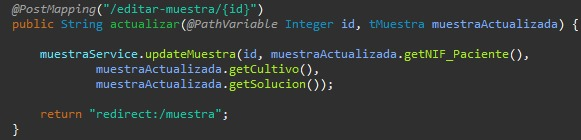 @PostMapping("/editar-muestra/{id}")
public String actualizar(@PathVariable Integer id, tMuestra muestraActualizada) {
muestraService.updateMuestra(id, muestraActualizada.getNIF_Paciente(),
muestraActualizada.getCultivo(),
muestraActualizada.getSolucion());
return "redirect:/muestra";
}